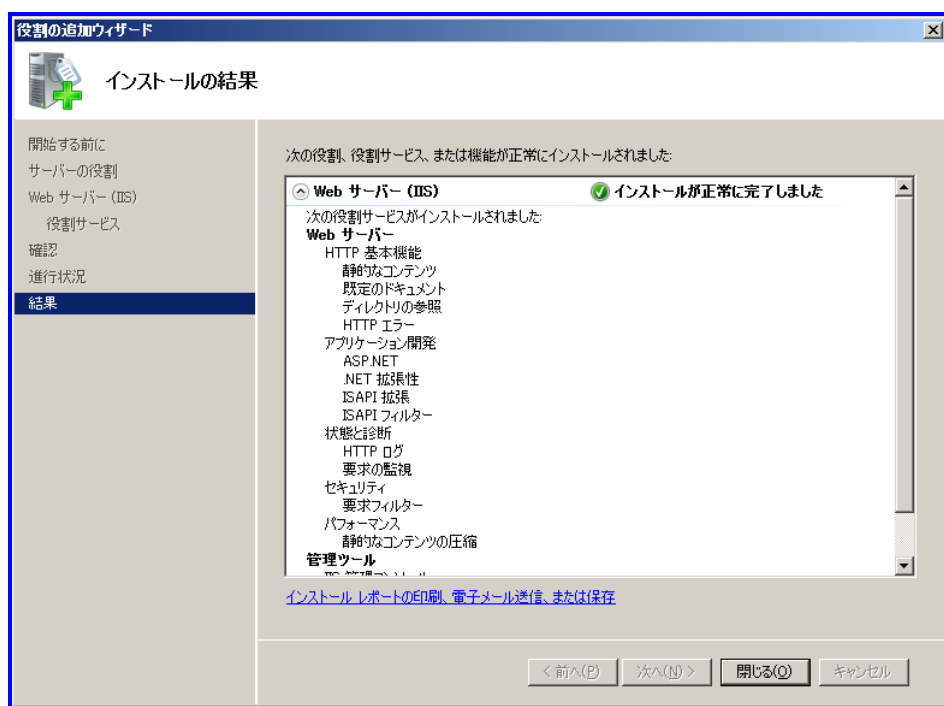 役割の追加ウィザード
インストールの結果
開始する前に
サーバーの役割
Web サーバー (IIS)
役割サービス
確認
進行状況
結果
次の役割、役割サービス、または機能が正常にインストールされました:
Web サーバー (IIS) インストールが正常に完了しました
次の役割サービスがインストールされました:
Web サーバー
HTTP 基本機能
静的なコンテンツ
既定のドキュメント
ディレクトリの参照
HTTP エラー
アプリケーション開発
ASP.NET
.NET 拡張性
ISAPI 拡張
ISAPI フィルター
状態と診断
HTTP ログ
要求の監視
セキュリティ
要求フィルター
パフォーマンス
静的なコンテンツの圧縮
管理ツール
インストール レポートの印刷、電子メール送信、または保存
< 前へ(P) 次へ(N) > 閉じる(O) キャンセル